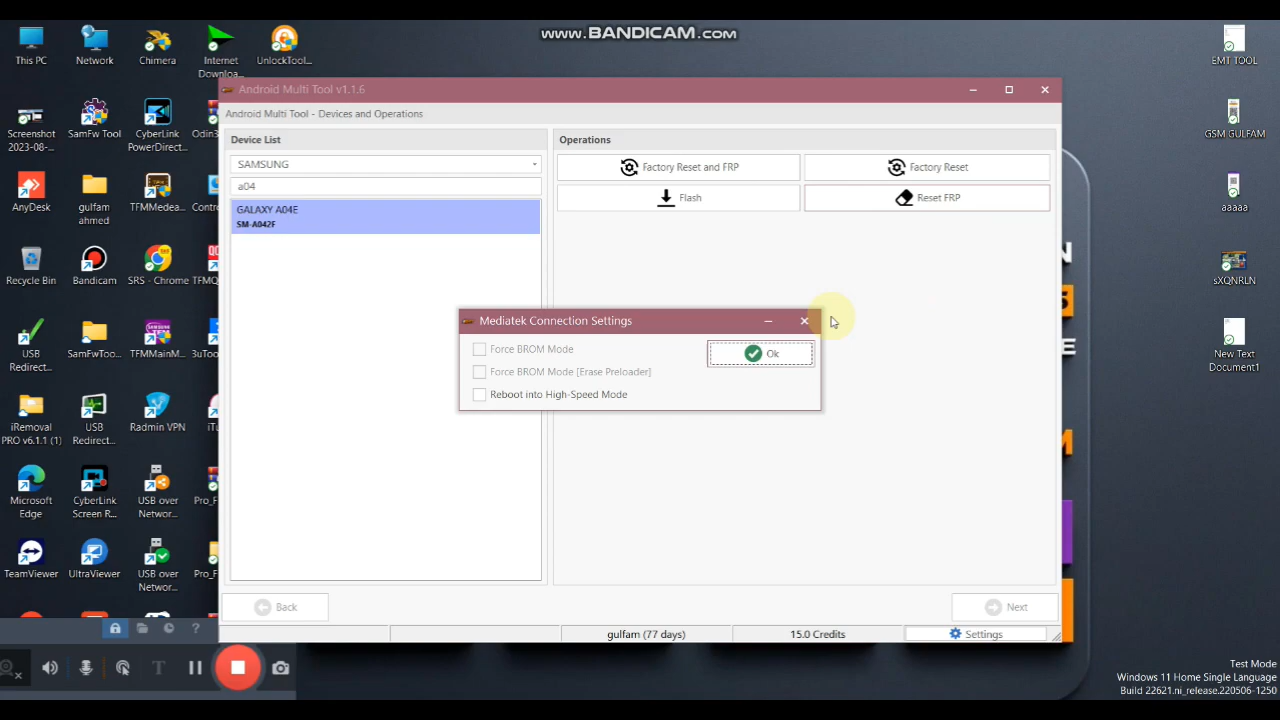 www.BANDICAM.com
This PC
Network
Chimera
Internet
Downloa...
UnlockTool...
EMT TOOL
Android Multi Tool v1.1.6
Android Multi Tool - Devices and Operations
Device List
Operations
SAMSUNG
a04
GALAXY A04E
SM-A042F
Factory Reset and FRP
Factory Reset
Flash
Reset FRP
Screenshot
2023-08-...
SamFw Tool
CyberLink
PowerDirect...
Odin3
GSM GULFAM
AnyDesk
gulfam
ahmed
TFMMedea...
aaaaa
Recycle Bin
Bandicam
SRS - Chrome
TFMQ
sXQNRLN
Mediatek Connection Settings
Force BROM Mode
Force BROM Mode [Erase Preloader]
Reboot into High-Speed Mode
Ok
USB
Redirect...
SamFwToo...
TFMMainM...
3uTool
New Text
Document1
iRemoval
PRO v6.1.1 (1)
USB
Redirect...
Radmin VPN
iTu
Microsoft
Edge
CyberLink
Screen R...
USB over
Networ...
Pro_F
TeamViewer
UltraViewer
USB over
Networ...
Pro_F
Back
Next
gulfam (77 days)
15.0 Credits
Settings
Test Mode
Windows 11 Home Single Language
Build 22621.ni_release.220506-1250